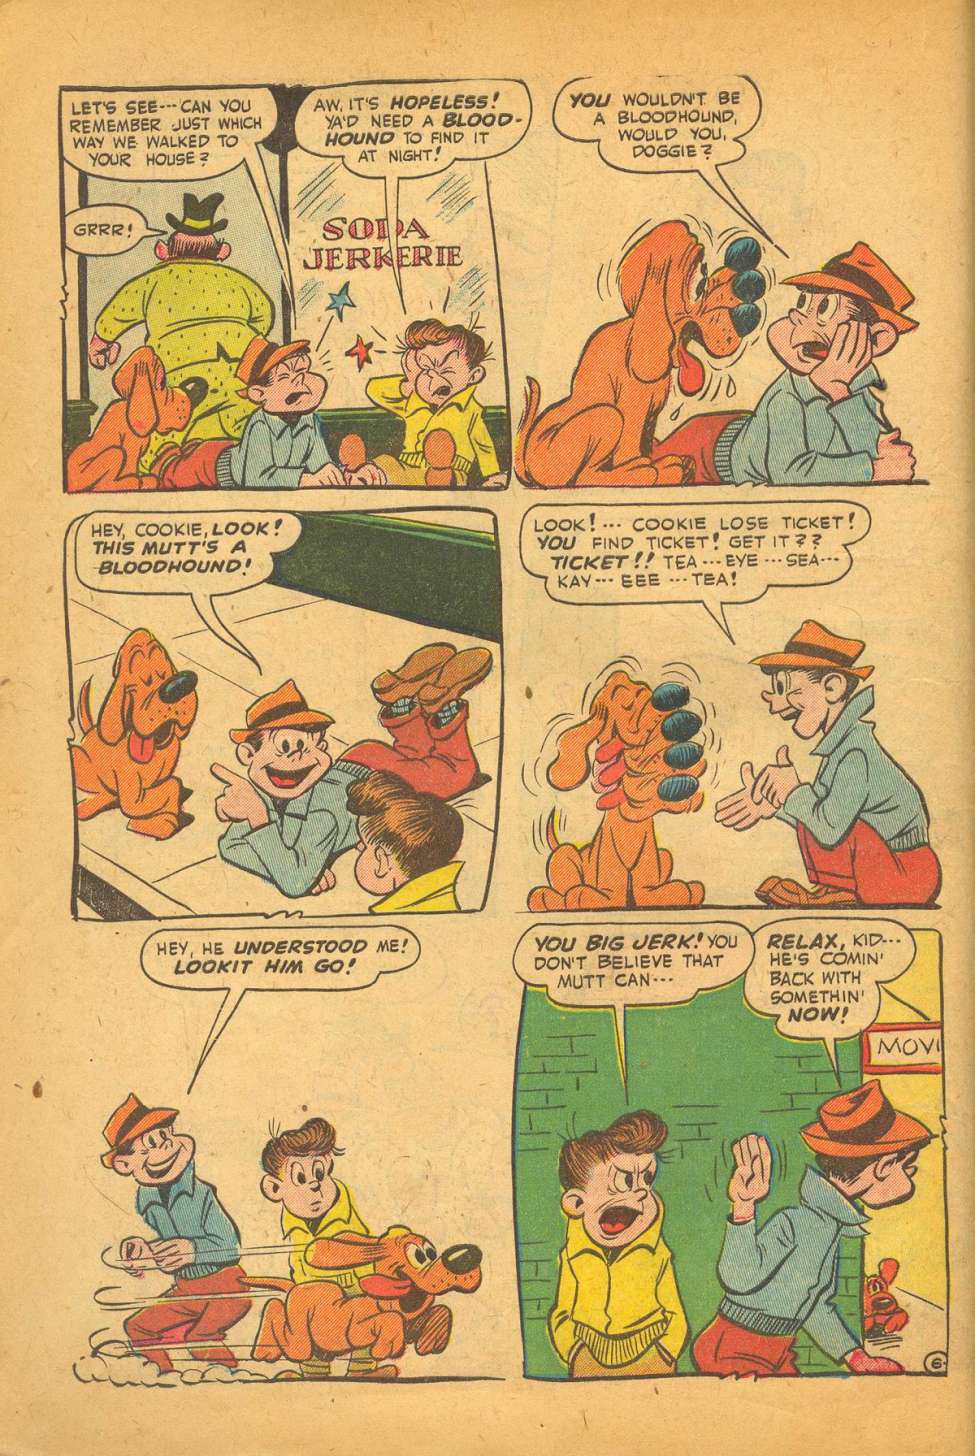 LET'S SEE---CAN YOU
REMEMBER JUST WHICH
WAY WE WALKED TO
YOUR HOUSE?
GRRR!
AW, IT'S HOPELESS!
YA'D NEED A BLOOD-
HOUND TO FIND IT
AT NIGHT!
SODA
JERKERIE
YOU WOULDN'T BE
A BLOODHOUND,
WOULD YOU,
DOGGIE?
HEY, COOKIE, LOOK!
THIS MUTT'S A
BLOODHOUND!
LOOK! --- COOKIE LOSE TICKET!
YOU FIND TICKET! GET IT??
TICKET!! TEA --- EYE --- SEA---
KAY --- EEE --- TEA!
HEY, HE UNDERSTOOD ME!
LOOKIT HIM GO!
YOU BIG JERK! YOU
DON'T BELIEVE THAT
MUTT CAN---
RELAX, KID---
HE'S COMIN'
BACK WITH
SOMETHIN'
NOW!
MOVI
6